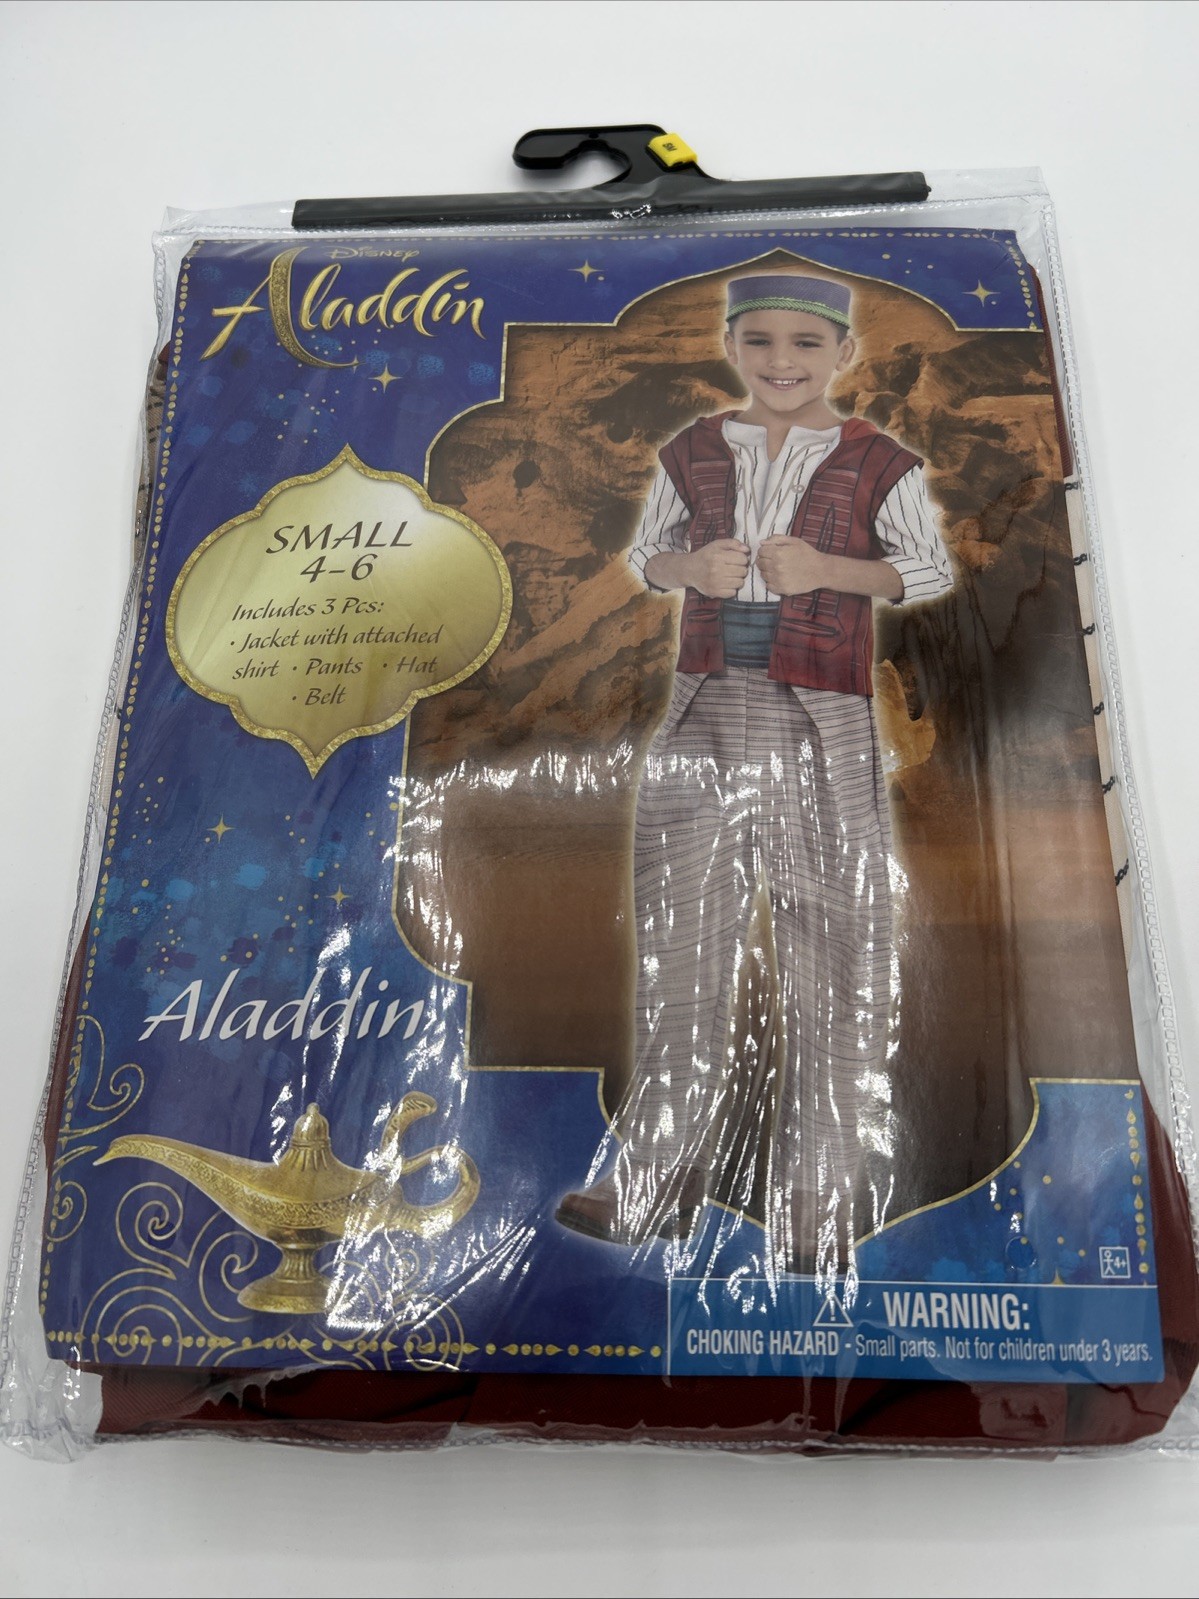 DISNEY
Aladdin
SMALL
4-6
Includes 3 Pcs:
• Jacket with attached
shirt • Pants • Hat
• Belt
Aladdin
4+
WARNING:
CHOKING HAZARD - Small parts. Not for children under 3 years.